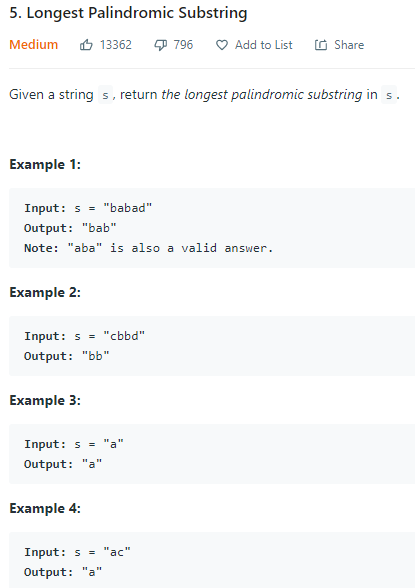 5. Longest Palindromic Substring
Medium 13362 796 Add to List Share
Given a string s, return the longest palindromic substring in s.
Example 1:
Input: s = "babad"
Output: "bab"
Note: "aba" is also a valid answer.
Example 2:
Input: s = "cbbd"
Output: "bb"
Example 3:
Input: s = "a"
Output: "a"
Example 4:
Input: s = "ac"
Output: "a"